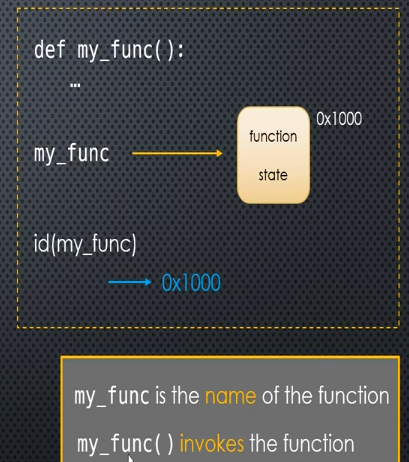 def my_func():
…
my_func
function
state
0x1000
id(my_func)
0x1000
my_func is the name of the function
my_func() invokes the function